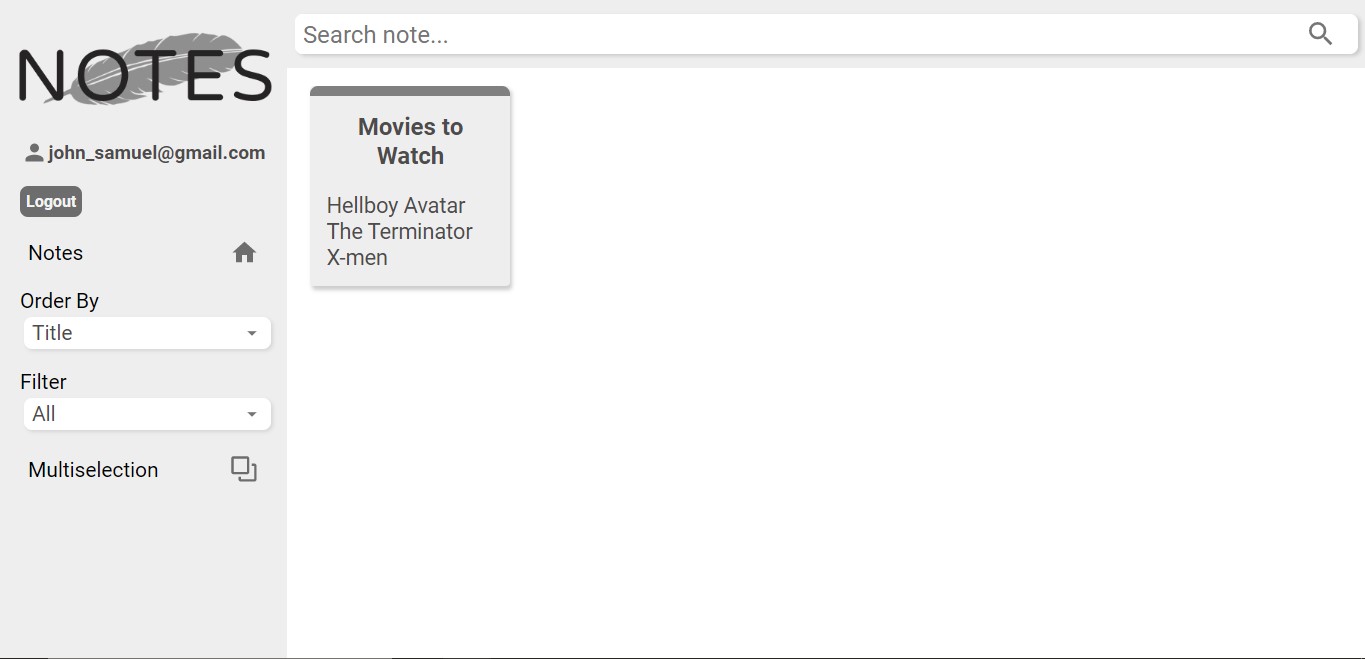 NOTES
john_samuel@gmail.com
Logout
Notes
Order By
Title
Filter
All
Multiselection
Search note...
Movies to
Watch
Hellboy Avatar
The Terminator
X-men